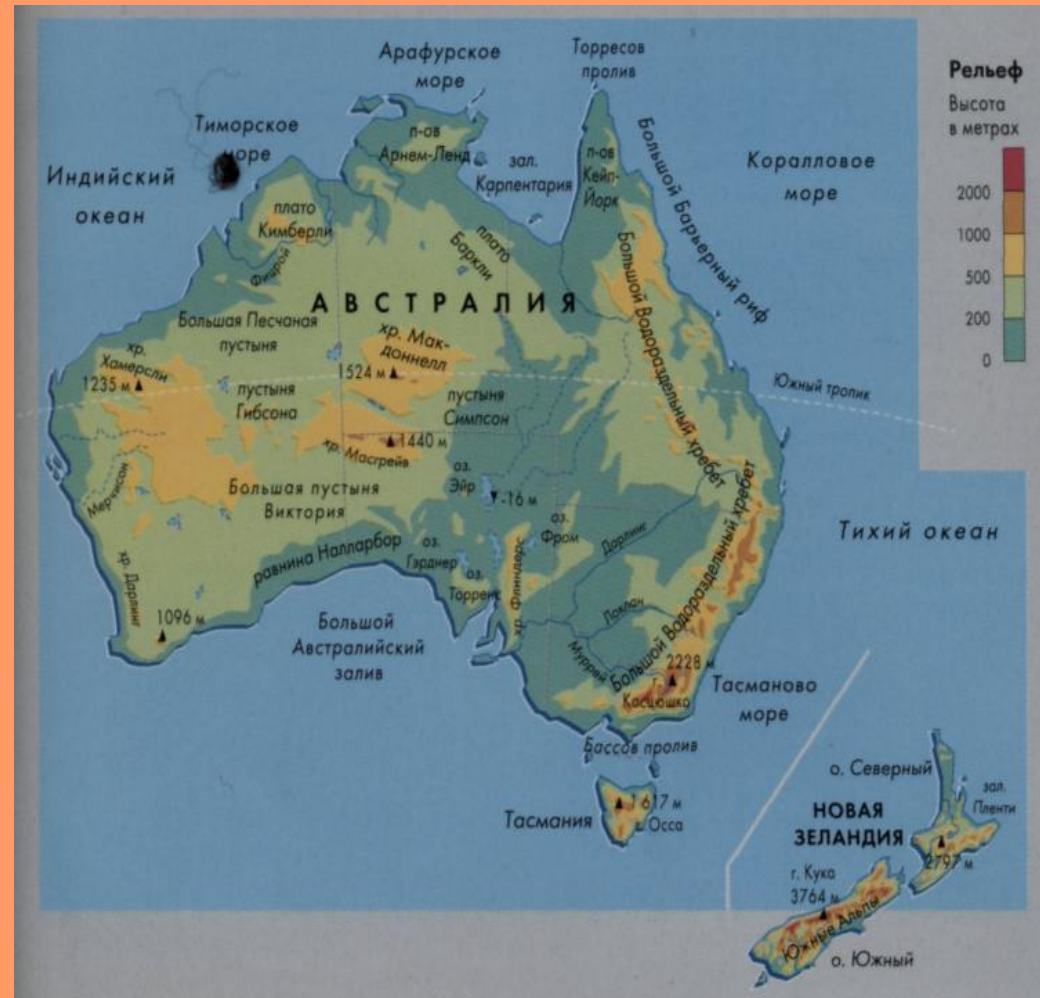 Арафурское
море
Торресов
пролив
Рельеф
Высота
в метрах
2000
1000
500
200
0
Тиморское
море
Индийский
океан
п-ов
Арнем-Ленд
зал.
Карпентария
п-ов
Кейп-
Йорк
Большой Барьерный риф
Коралловое
море
плато
Кимберли
Фицрой
плато
Баркли
АВСТРАЛИЯ
Большой Водораздельный хребет
Большая Песчаная
пустыня
хр. Мак-
доннелл
1524 м
хр.
Хамерсли
1235 м
пустыня
Гибсона
пустыня
Симпсон
Южный тропик
хр. Масгрейв
1440 м
Мерчисон
Большая пустыня
Виктория
оз.
Эйр
-16 м
равнина Налларбор
оз.
Гэрднер
оз.
Торренс
оз.
Фром
хр. Флиндерс
Дарлинг
Локлан
Муррей
Большой Водораздельный хребет
Тихий океан
хр. Дарлинг
1096 м
Большой
Австралийский
залив
2228 м
г.
Косцюшко
Тасманово
море
Бассов пролив
Тасмания
1617 м
г. Осса
о. Северный
зал.
Пленти
НОВАЯ
ЗЕЛАНДИЯ
2797 м
г. Кука
3764 м
Южные Альпы
о. Южный